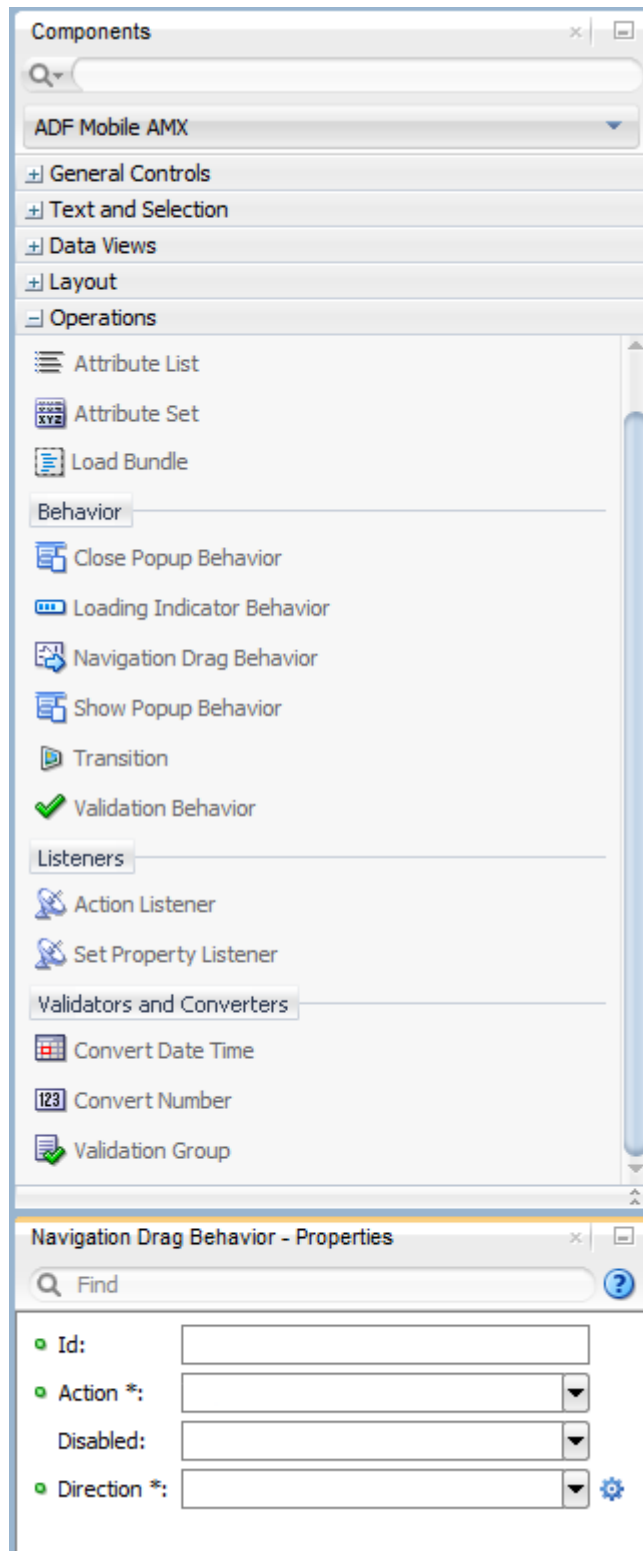 Components
ADF Mobile AMX
General Controls
Text and Selection
Data Views
Layout
Operations
Attribute List
Attribute Set
Load Bundle
Behavior
Close Popup Behavior
Loading Indicator Behavior
Navigation Drag Behavior
Show Popup Behavior
Transition
Validation Behavior
Listeners
Action Listener
Set Property Listener
Validators and Converters
Convert Date Time
123 Convert Number
Validation Group
Navigation Drag Behavior - Properties
Find
Id:
Action *:
Disabled:
Direction *: